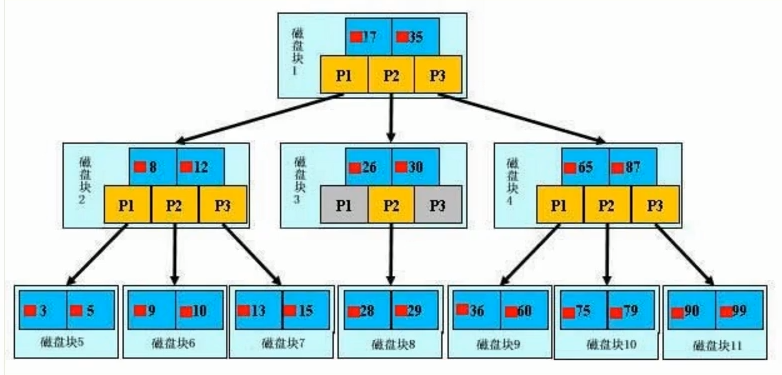 磁盘块1
17 35
P1 P2 P3
磁盘块2
8 12
P1 P2 P3
磁盘块3
26 30
P1 P2 P3
磁盘块4
65 87
P1 P2 P3
3 5
磁盘块5
9 10
磁盘块6
13 15
磁盘块7
28 29
磁盘块8
36 60
磁盘块9
75 79
磁盘块10
90 99
磁盘块11